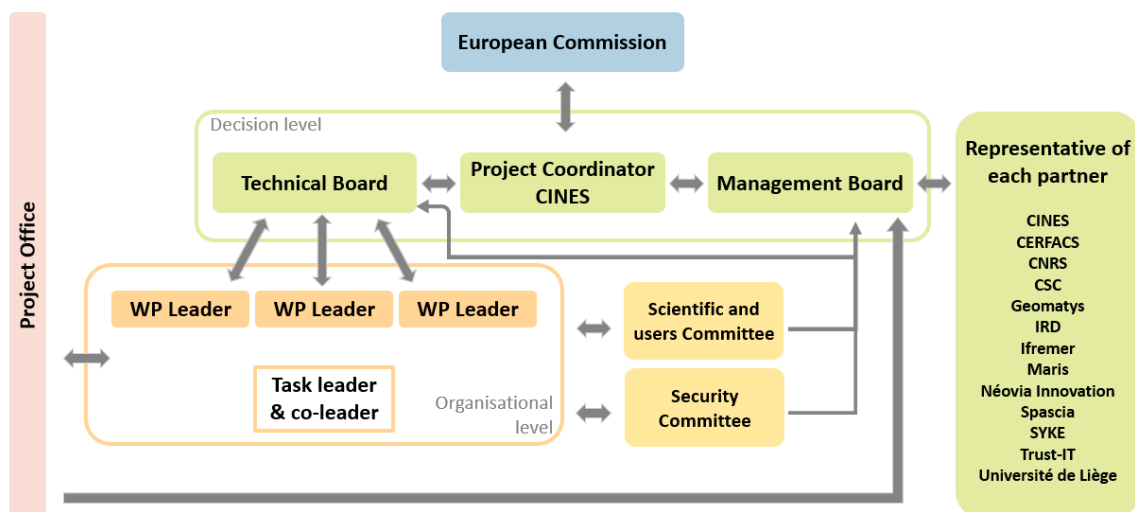 European Commission
Decision level
Technical Board
Project Coordinator
CINES
Management Board
Representative of
each partner
CINES
CERFACS
CNRS
CSC
Geomatys
IRD
Ifremer
Maris
Néovia Innovation
Spascia
SYKE
Trust-IT
Université de Liège
Project Office
WP Leader
WP Leader
WP Leader
Task leader
& co-leader
Organisational
level
Scientific and
users Committee
Security
Committee